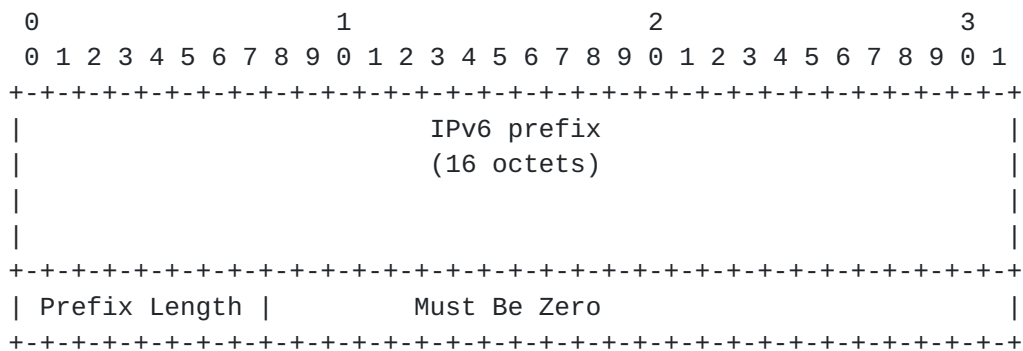 0                   1                   2                   3
 0 1 2 3 4 5 6 7 8 9 0 1 2 3 4 5 6 7 8 9 0 1 2 3 4 5 6 7 8 9 0 1
+-+-+-+-+-+-+-+-+-+-+-+-+-+-+-+-+-+-+-+-+-+-+-+-+-+-+-+-+-+-+-+-+
|                          IPv6 prefix                          |
|                          (16 octets)                          |
|                                                               |
|                                                               |
+-+-+-+-+-+-+-+-+-+-+-+-+-+-+-+-+-+-+-+-+-+-+-+-+-+-+-+-+-+-+-+-+
| Prefix Length |         Must Be Zero                          |
+-+-+-+-+-+-+-+-+-+-+-+-+-+-+-+-+-+-+-+-+-+-+-+-+-+-+-+-+-+-+-+-+